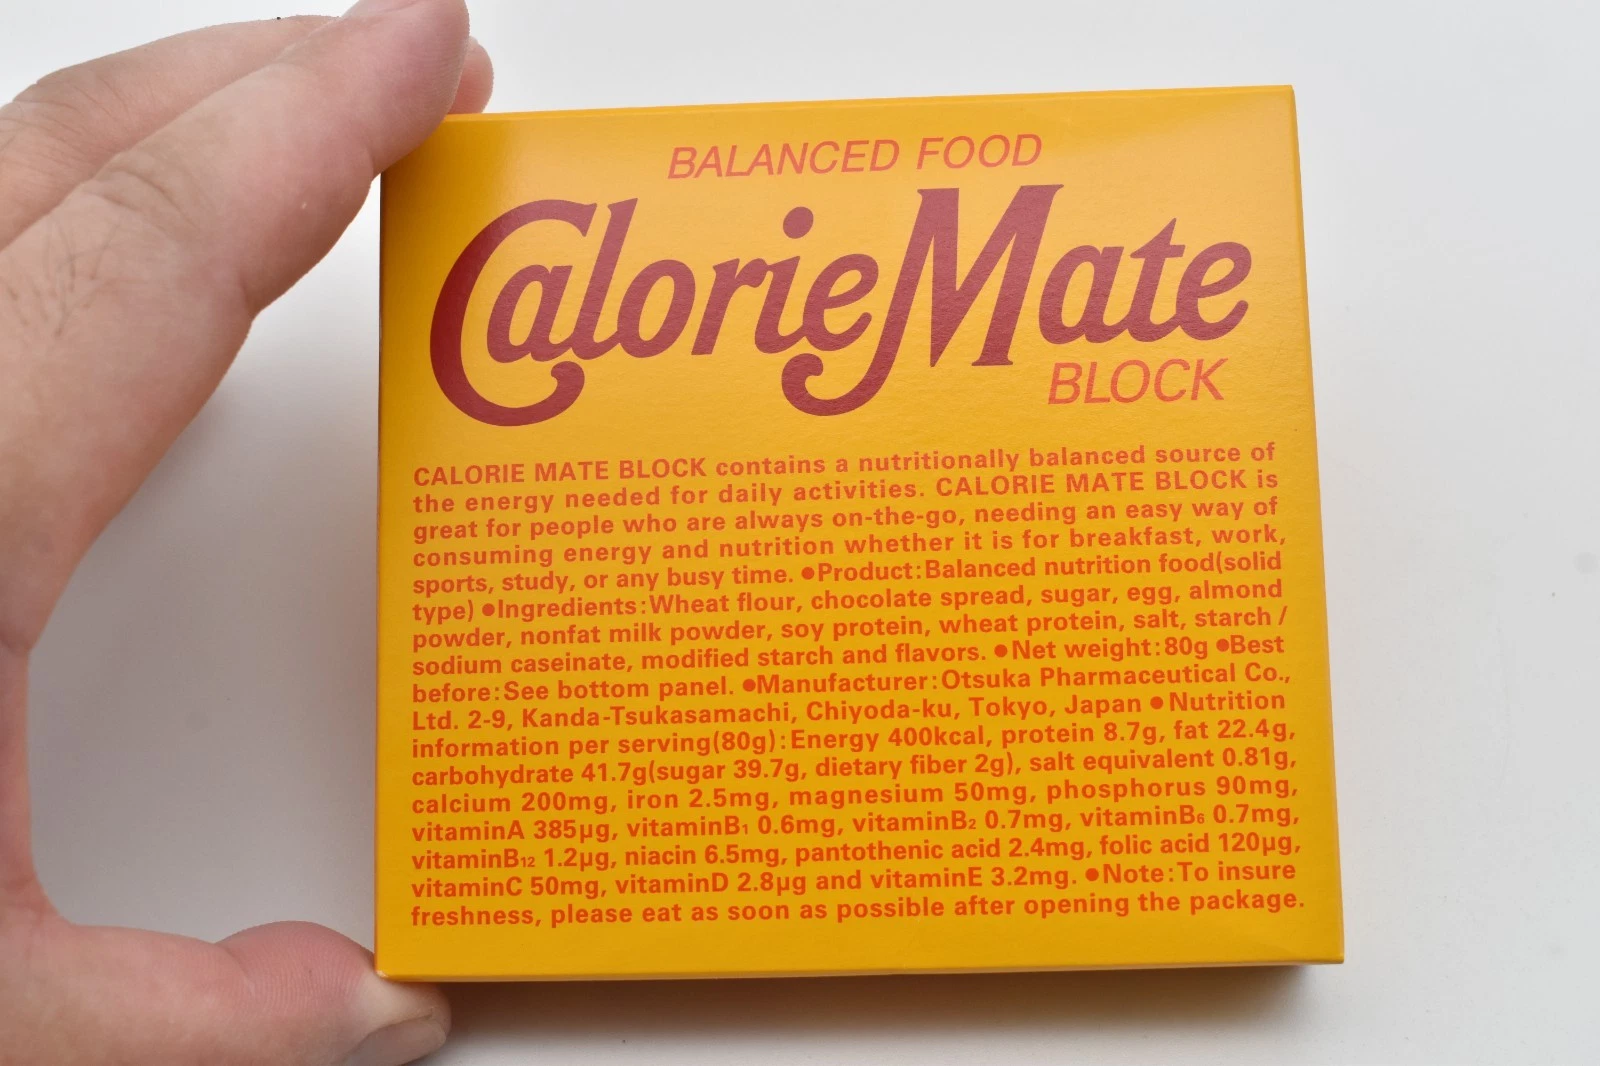 BALANCED FOOD
CalorieMate
BLOCK
CALORIE MATE BLOCK contains a nutritionally balanced source of
the energy needed for daily activities. CALORIE MATE BLOCK is
great for people who are always on-the-go, needing an easy way of
consuming energy and nutrition whether it is for breakfast, work,
sports, study, or any busy time. ●Product:Balanced nutrition food(solid
type) ●Ingredients:Wheat flour, chocolate spread, sugar, egg, almond
powder, nonfat milk powder, soy protein, wheat protein, salt, starch /
sodium caseinate, modified starch and flavors. ●Net weight:80g ●Best
before:See bottom panel. ●Manufacturer:Otsuka Pharmaceutical Co.,
Ltd. 2-9, Kanda-Tsukasamachi, Chiyoda-ku, Tokyo, Japan ●Nutrition
information per serving(80g):Energy 400kcal, protein 8.7g, fat 22.4g,
carbohydrate 41.7g(sugar 39.7g, dietary fiber 2g), salt equivalent 0.81g,
calcium 200mg, iron 2.5mg, magnesium 50mg, phosphorus 90mg,
vitaminA 385μg, vitaminB₁ 0.6mg, vitaminB₂ 0.7mg, vitaminB₆ 0.7mg,
vitaminB₁₂ 1.2μg, niacin 6.5mg, pantothenic acid 2.4mg, folic acid 120μg,
vitaminC 50mg, vitaminD 2.8μg and vitaminE 3.2mg. ●Note:To insure
freshness, please eat as soon as possible after opening the package.